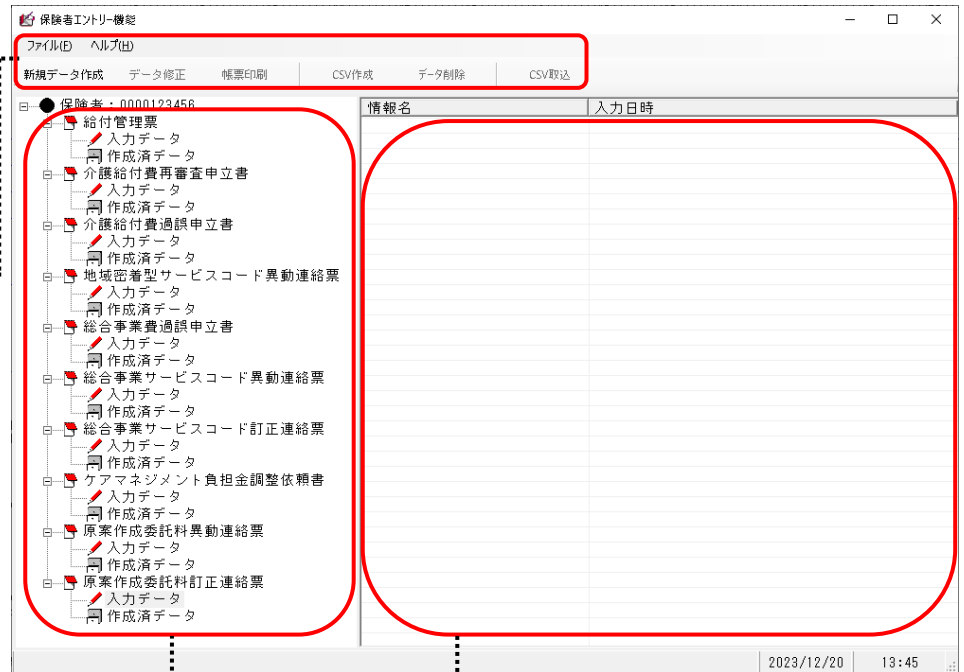 保険者エントリー機能
ファイル(F) ヘルプ(H)
新規データ作成 データ修正 帳票印刷 CSV作成 データ削除 CSV取込
保険者：0000123456
情報名 入力日時
給付管理票
入力データ
作成済データ
介護給付費再審査申立書
入力データ
作成済データ
介護給付費過誤申立書
入力データ
作成済データ
地域密着型サービスコード異動連絡票
入力データ
作成済データ
総合事業費過誤申立書
入力データ
作成済データ
総合事業サービスコード異動連絡票
入力データ
作成済データ
総合事業サービスコード訂正連絡票
入力データ
作成済データ
ケアマネジメント負担金調整依頼書
入力データ
作成済データ
原案作成委託料異動連絡票
入力データ
作成済データ
原案作成委託料訂正連絡票
入力データ
作成済データ
2023/12/20 13:45